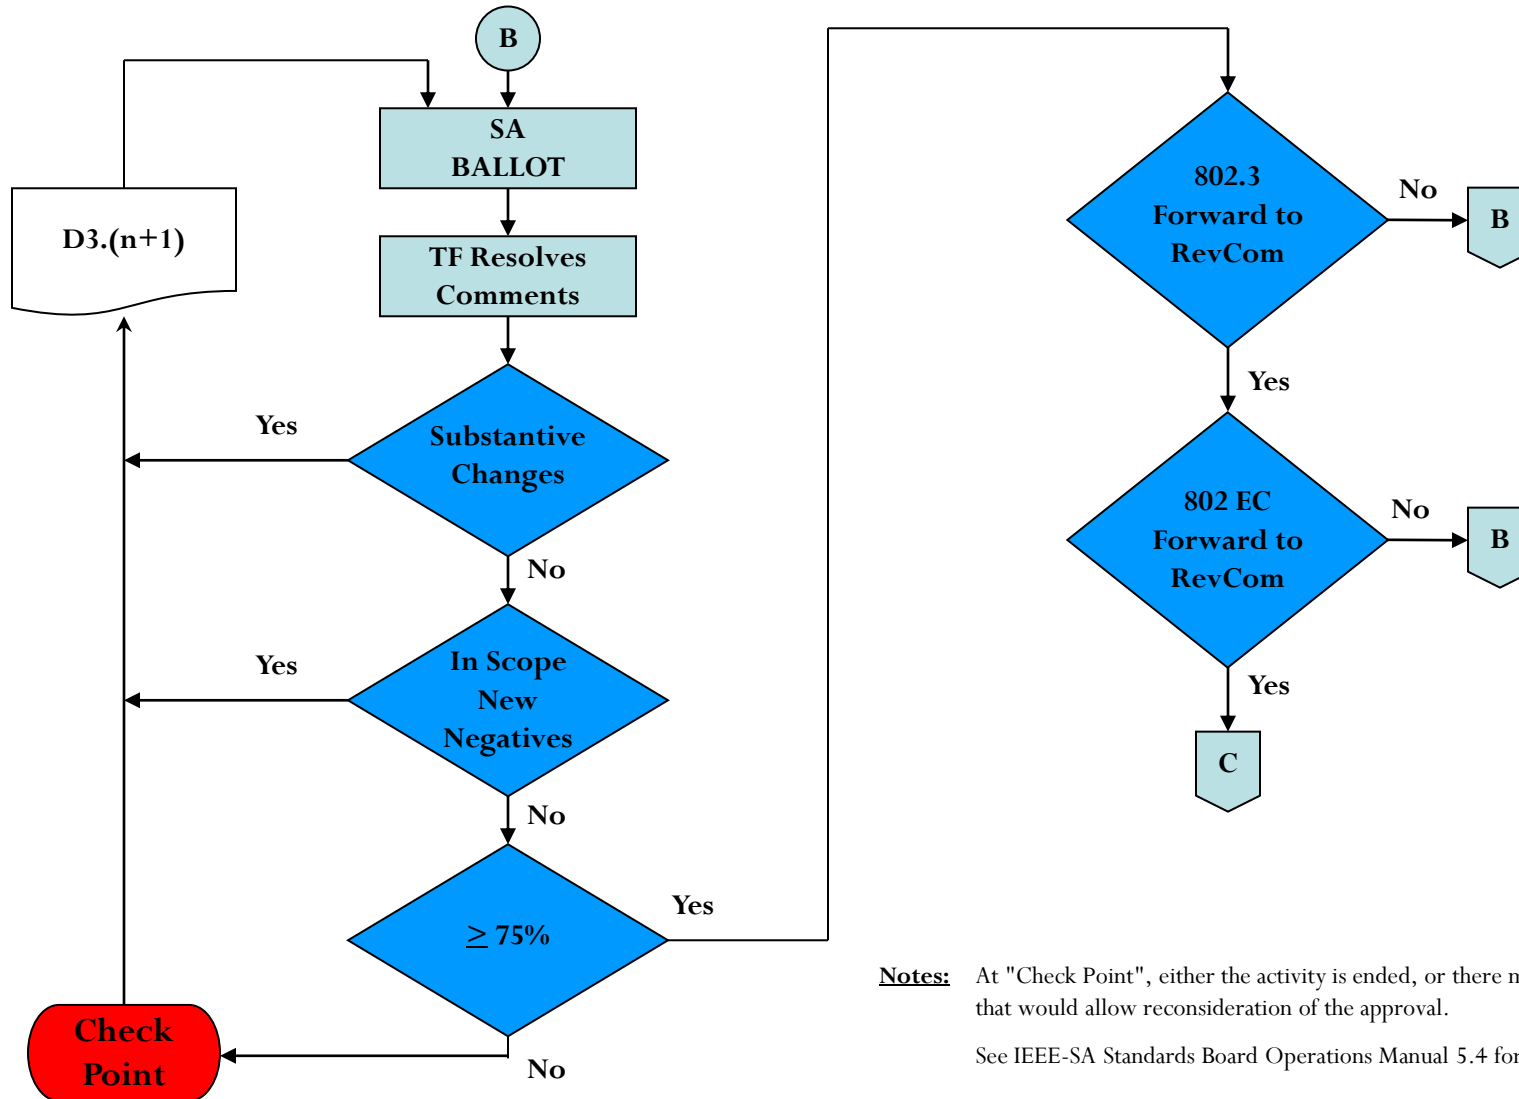 B
SA
BALLOT
D3.(n+1)
TF Resolves
Comments
Yes
Substantive
Changes
No
Yes
In Scope
New
Negatives
No
≥ 75%
Yes
Check
Point
No
802.3
Forward to
RevCom
No
B
Yes
802 EC
Forward to
RevCom
No
B
Yes
C
Notes: At "Check Point", either the activity is ended, or there
that would allow reconsideration of the approval.
See IEEE-SA Standards Board Operations Manual 5.4 for